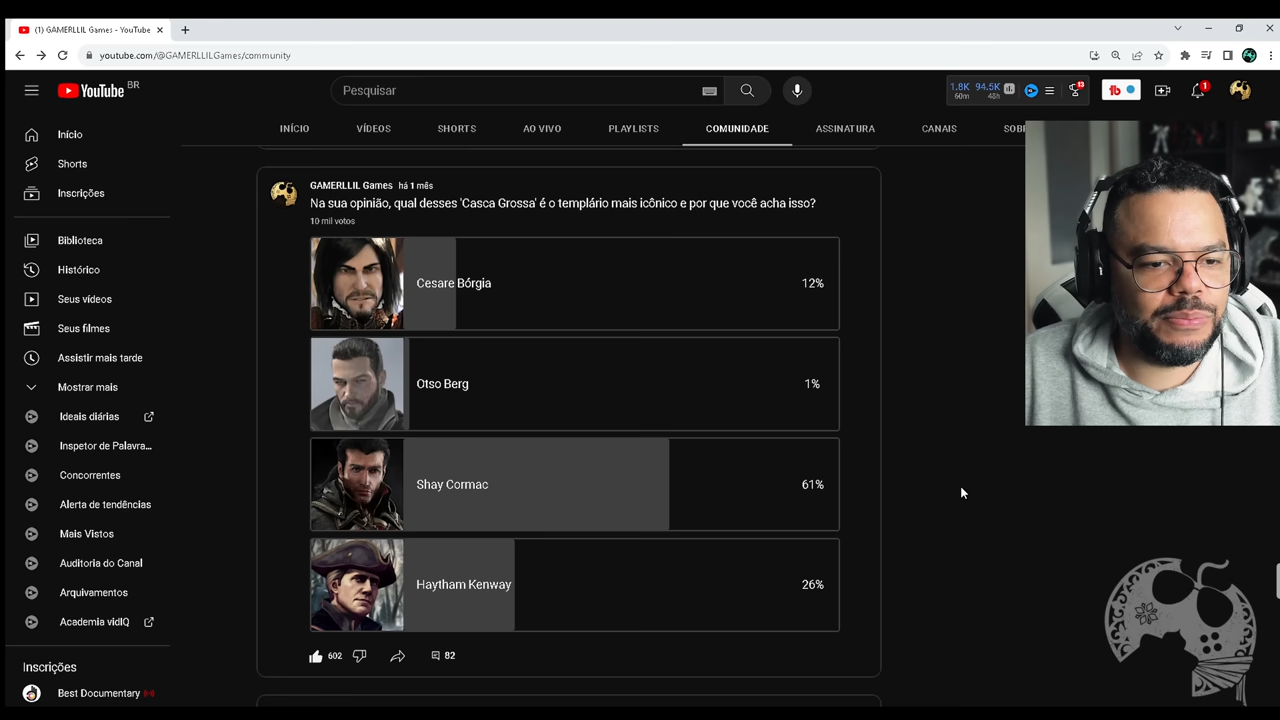 (1) GAMERLLIL Games - YouTube
youtube.com/@GAMERLLILGames/community
YouTube BR
Pesquisar
1.8K 94.5K
60m 48h
13
tb
1
INÍCIO VÍDEOS SHORTS AO VIVO PLAYLISTS COMUNIDADE ASSINATURA CANAIS SOB
Início
Shorts
Inscrições
Biblioteca
Histórico
Seus vídeos
Seus filmes
Assistir mais tarde
Mostrar mais
Ideais diárias
Inspetor de Palavra...
Concorrentes
Alerta de tendências
Mais Vistos
Auditoria do Canal
Arquivamentos
Academia vidIQ
Inscrições
Best Documentary
GAMERLLIL Games há 1 mês
Na sua opinião, qual desses 'Casca Grossa' é o templário mais icônico e por que você acha isso?
10 mil votos
Cesare Bórgia 12%
Otso Berg 1%
Shay Cormac 61%
Haytham Kenway 26%
602 82